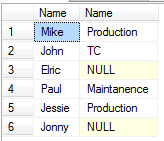 Name Name
1 Mike Production
2 John TC
3 Elric NULL
4 Paul Maintanence
5 Jessie Production
6 Jonny NULL